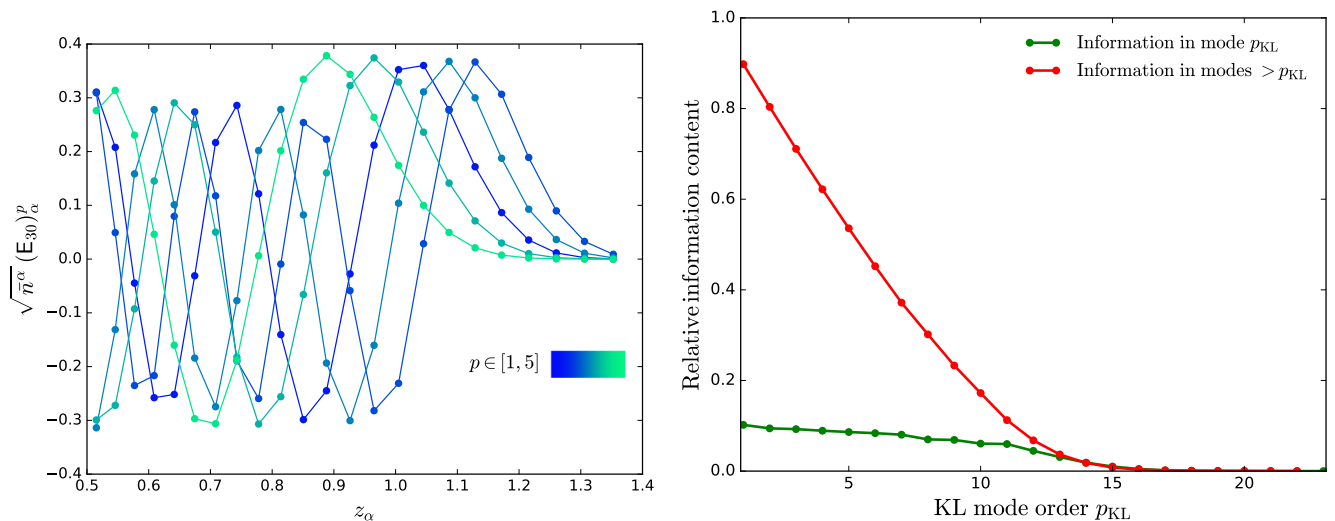 0.4
0.3
0.2
0.1
0.0
−0.1
−0.2
−0.3
−0.4
0.5 0.6 0.7 0.8 0.9 1.0 1.1 1.2 1.3 1.4
z_α
√n̄^α (E₃₀)^p_α
p ∈ [1, 5]
1.0
0.8
0.6
0.4
0.2
0.0
5 10 15 20
KL mode order p_KL
Relative information content
Information in mode p_KL
Information in modes > p_KL